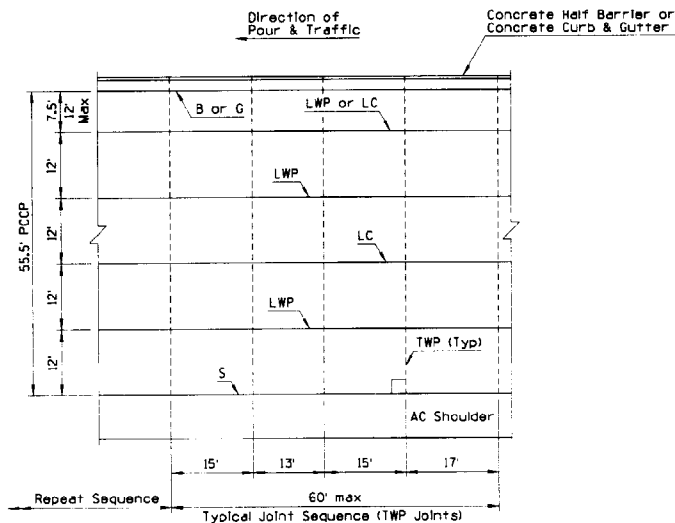 Direction of
Pour & Traffic
Concrete Half Barrier or
Concrete Curb & Gutter
7.5'
12'
Max
B or G
LWP or LC
12'
LWP
12'
55.5' PCCP
LC
12'
LWP
12'
TWP (Typ)
S
AC Shoulder
15'
13'
15'
17'
Repeat Sequence
60' max
Typical Joint Sequence (TWP Joints)